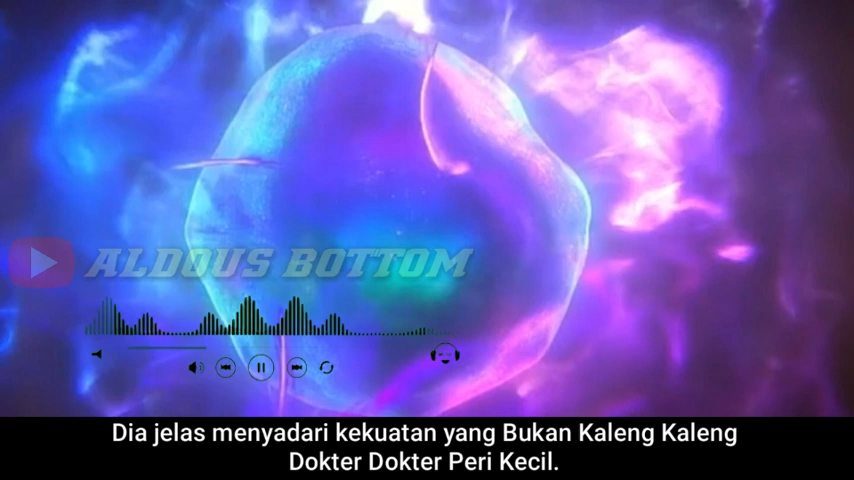 ALDOUS BOTTOM
Dia jelas menyadari kekuatan yang Bukan Kaleng Kaleng
Dokter Dokter Peri Kecil.